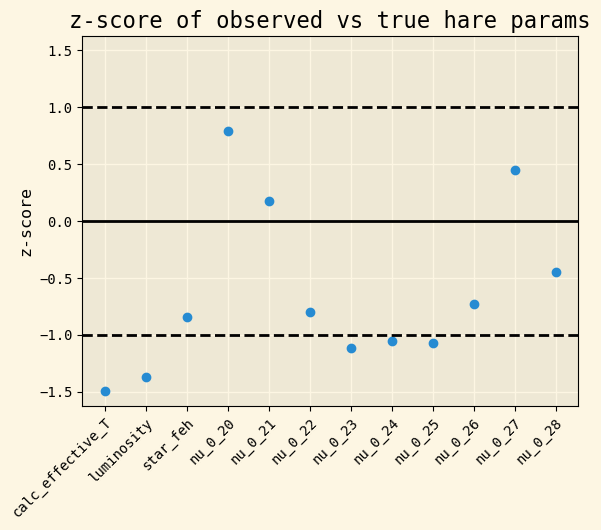 z-score of observed vs true hare params
1.5
1.0
0.5
0.0
−0.5
−1.0
−1.5
z-score
calc_effective_T
luminosity
star_feh
nu_0_20
nu_0_21
nu_0_22
nu_0_23
nu_0_24
nu_0_25
nu_0_26
nu_0_27
nu_0_28